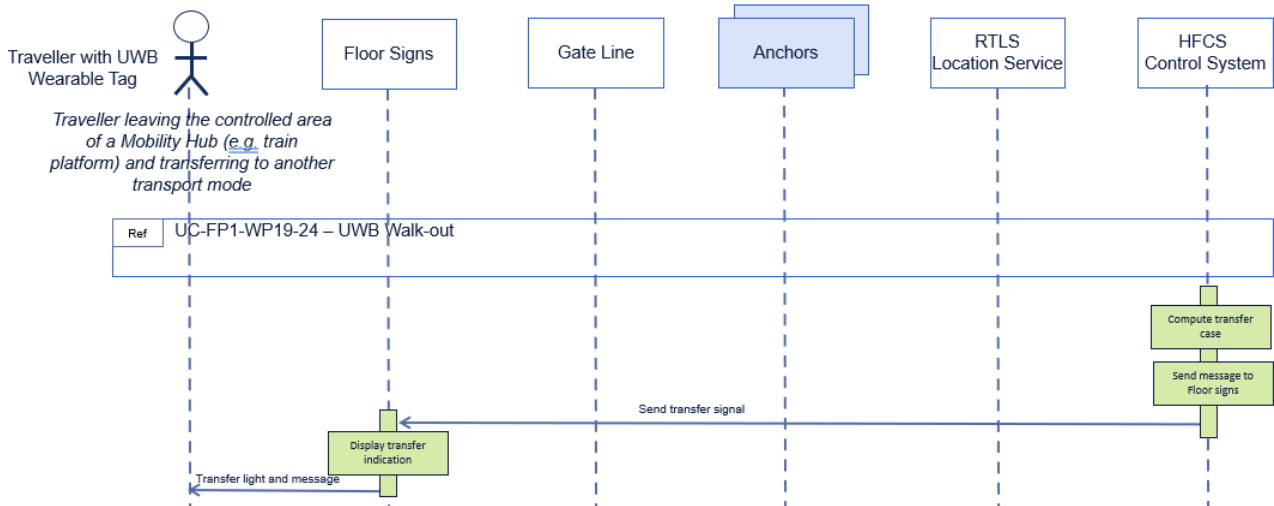 Traveller with UWB
Wearable Tag
Floor Signs
Gate Line
Anchors
RTLS
Location Service
HFCS
Control System
Traveller leaving the controlled area
of a Mobility Hub (e.g. train
platform) and transferring to another
transport mode
Ref
UC-FP1-WP19-24 – UWB Walk-out
Compute transfer
case
Send message to
Floor signs
Send transfer signal
Display transfer
indication
Transfer light and message